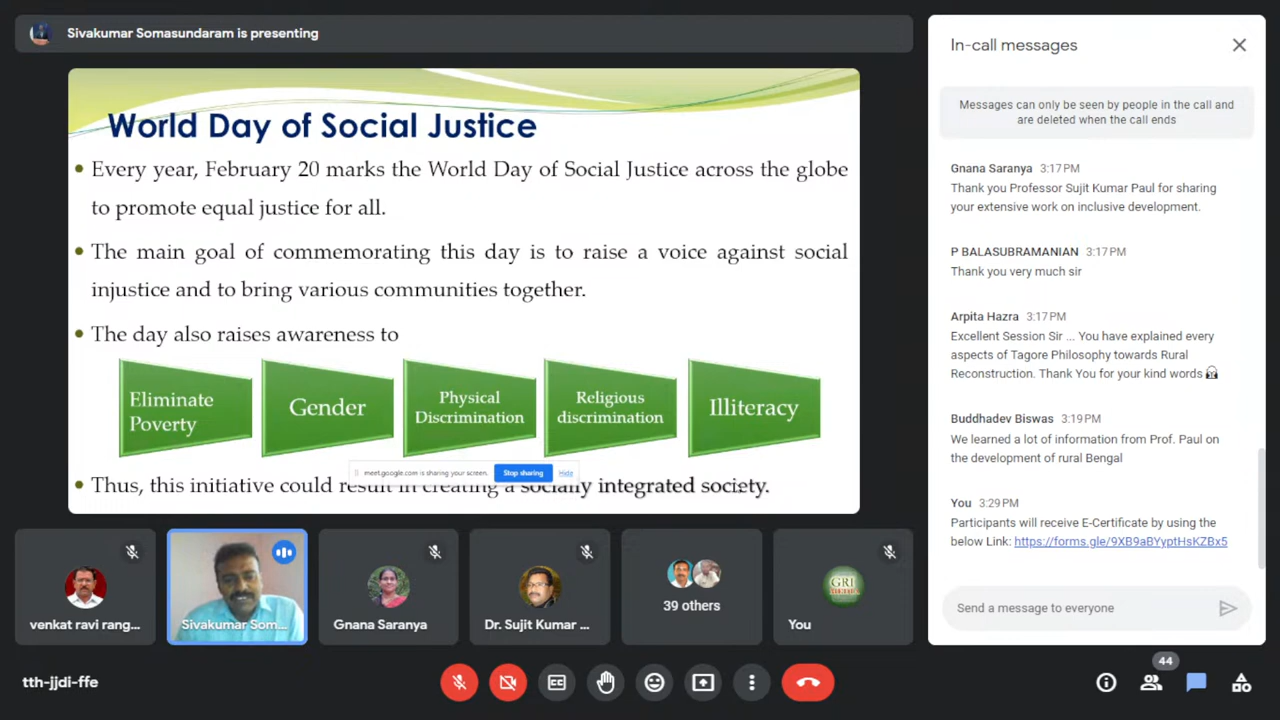 Sivakumar Somasundaram is presenting
World Day of Social Justice
• Every year, February 20 marks the World Day of Social Justice across the globe
to promote equal justice for all.
• The main goal of commemorating this day is to raise a voice against social
injustice and to bring various communities together.
• The day also raises awareness to
Eliminate
Poverty
Gender
Physical
Discrimination
Religious
discrimination
Illiteracy
meet.google.com is sharing your screen.
Stop sharing
Hide
• Thus, this initiative could result in creating a socially integrated society.
venkat ravi rang...
Sivakumar Som...
Gnana Saranya
Dr. Sujit Kumar ...
39 others
GRI
You
tth-jjdi-ffe
44
In-call messages
Messages can only be seen by people in the call and
are deleted when the call ends
Gnana Saranya 3:17 PM
Thank you Professor Sujit Kumar Paul for sharing
your extensive work on inclusive development.
P BALASUBRAMANIAN 3:17 PM
Thank you very much sir
Arpita Hazra 3:17 PM
Excellent Session Sir ... You have explained every
aspects of Tagore Philosophy towards Rural
Reconstruction. Thank You for your kind words
Buddhadev Biswas 3:19 PM
We learned a lot of information from Prof. Paul on
the development of rural Bengal
You 3:29 PM
Participants will receive E-Certificate by using the
below Link: https://forms.gle/9XB9aBYyptHsKZBx5
Send a message to everyone